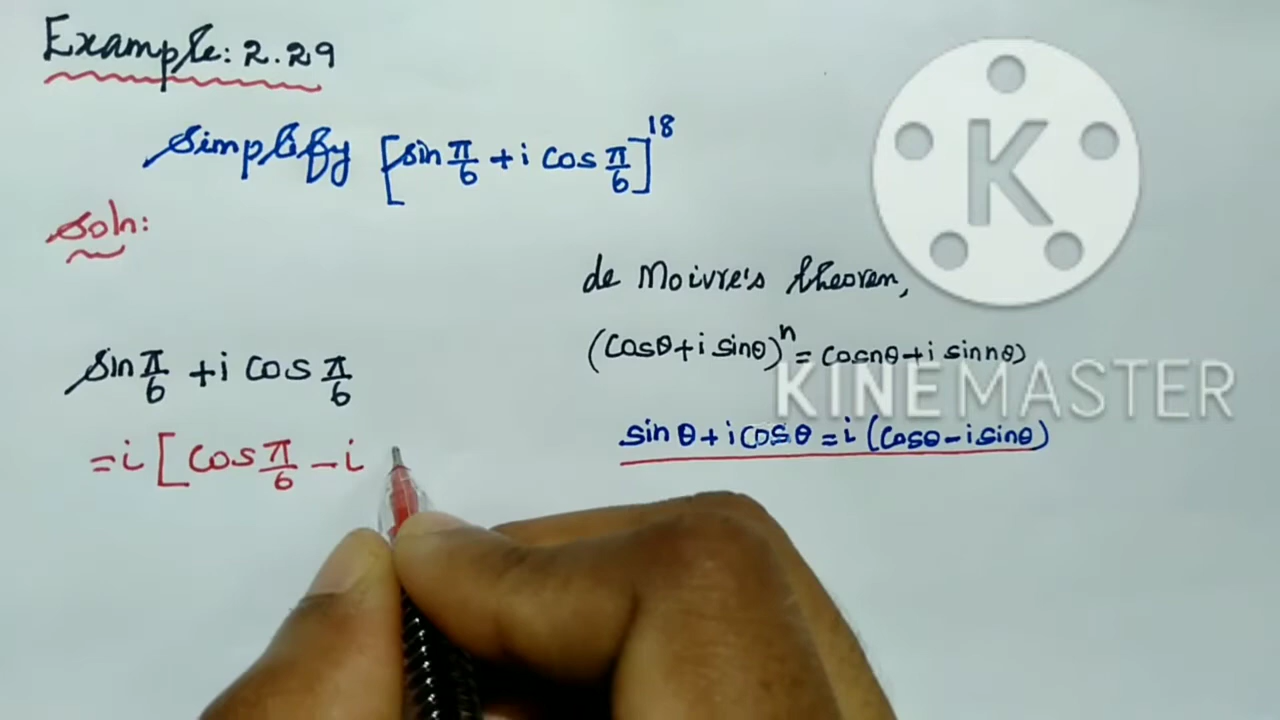 Example: 2.29
Simplify [sin π/6 + i cos π/6]^18
Soln:
de Moivre's theorem,
sin π/6 + i cos π/6
(cosθ + i sinθ)^n = cosnθ + i sinnθ)
KINEMASTER
K
= i [cos π/6 - i
sinθ + i cosθ = i (cosθ - i sinθ)